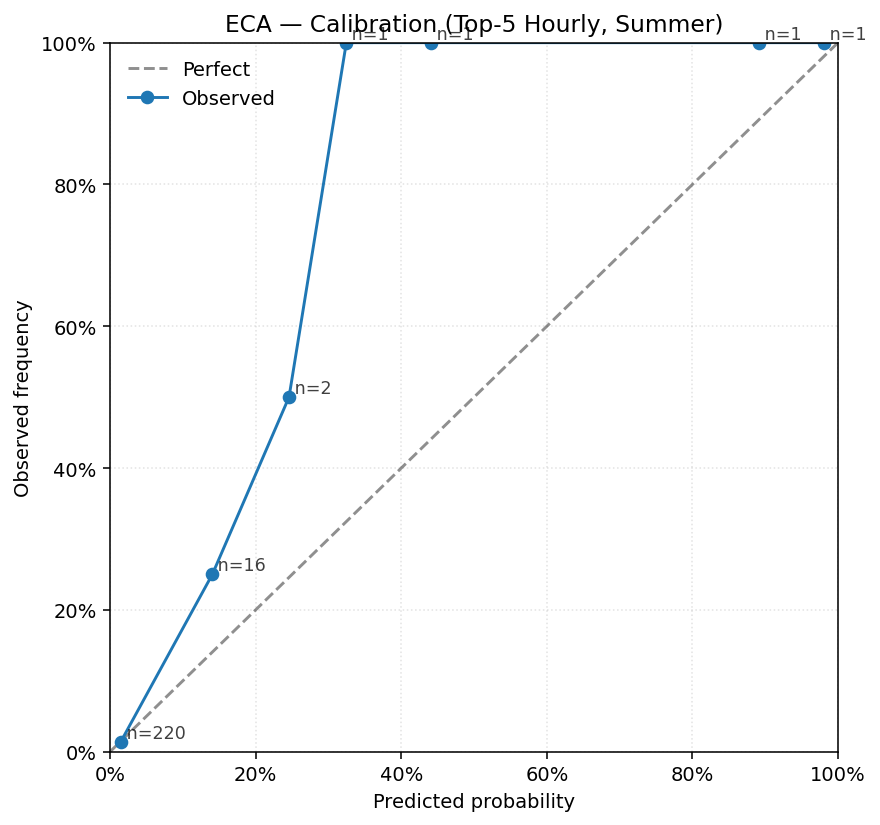 ECA — Calibration (Top-5 Hourly, Summer)
n=1
n=1
n=1
n=1
Perfect
Observed
n=2
n=16
n=220
100%
80%
60%
40%
20%
0%
Observed frequency
0%
20%
40%
60%
80%
100%
Predicted probability